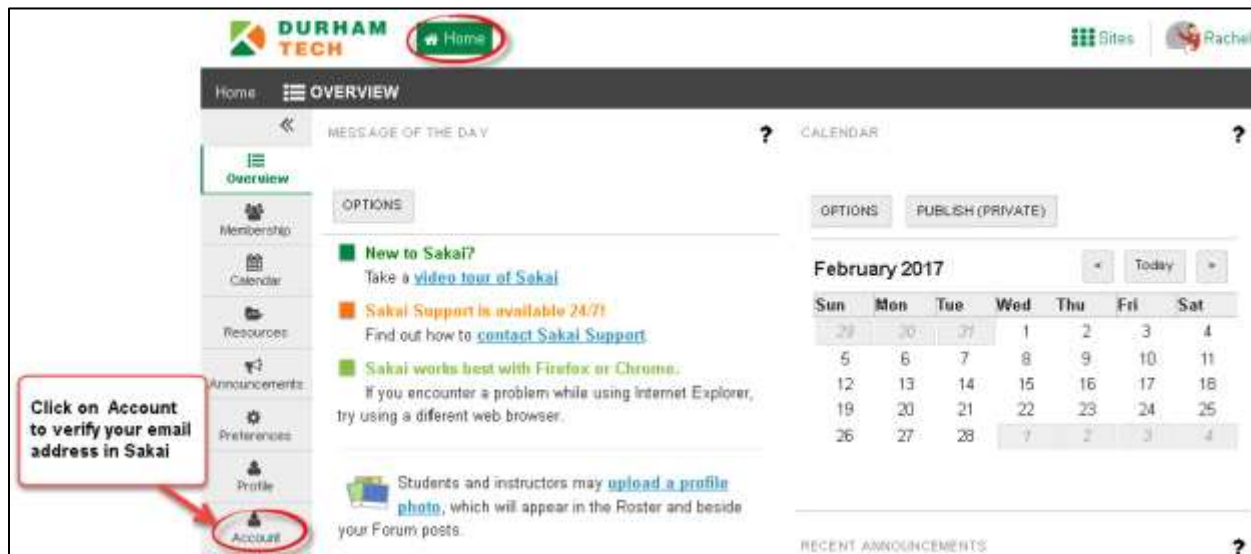 DURHAM
TECH
Home
Sites
Rachel
Home
OVERVIEW
«
Overview
Membership
Calendar
Resources
Announcements
Preferences
Profile
Account
Click on Account
to verify your email
address in Sakai
MESSAGE OF THE DAY
?
OPTIONS
New to Sakai?
Take a video tour of Sakai
Sakai Support is available 24/7!
Find out how to contact Sakai Support
Sakai works best with Firefox or Chrome.
If you encounter a problem while using Internet Explorer,
try using a different web browser.
Students and instructors may upload a profile
photo, which will appear in the Roster and beside
your Forum posts.
CALENDAR
?
OPTIONS
PUBLISH (PRIVATE)
February 2017
Today
Sun Mon Tue Wed Thu Fri Sat
29 30 31 1 2 3 4
5 6 7 8 9 10 11
12 13 14 15 16 17 18
19 20 21 22 23 24 25
26 27 28 1 2 3 4
RECENT ANNOUNCEMENTS
?